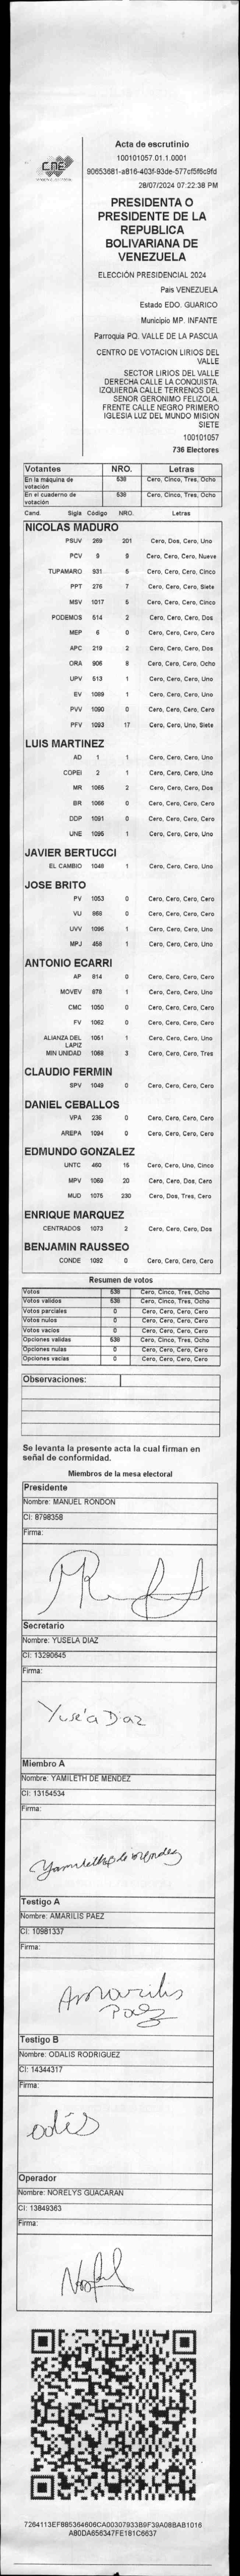 CNE
Acta de escrutinio
100101057.01.1.0001
90653681-a816-403f-93de-577cf5f6c9fd
28/07/2024 07:22:38 PM
PRESIDENTA O
PRESIDENTE DE LA
REPUBLICA
BOLIVARIANA DE
VENEZUELA
ELECCIÓN PRESIDENCIAL 2024
Pais VENEZUELA
Estado EDO. GUARICO
Municipio MP. INFANTE
Parroquia PQ. VALLE DE LA PASCUA
CENTRO DE VOTACION LIRIOS DEL
VALLE
SECTOR LIRIOS DEL VALLE
DERECHA CALLE LA CONQUISTA.
IZQUIERDA CALLE TERRENOS DEL
SENOR GERONIMO FELIZOLA.
FRENTE CALLE NEGRO PRIMERO
IGLESIA LUZ DEL MUNDO MISION
SIETE
100101057
736 Electores
Votantes NRO. Letras
En la máquina de votación 538 Cero, Cinco, Tres, Ocho
En el cuaderno de votación 538 Cero, Cinco, Tres, Ocho
Cand. Sigla Código NRO. Letras
NICOLAS MADURO
PSUV 269 201 Cero, Dos, Cero, Uno
PCV 9 9 Cero, Cero, Cero, Nueve
TUPAMARO 931 5 Cero, Cero, Cero, Cinco
PPT 276 7 Cero, Cero, Cero, Siete
MSV 1017 5 Cero, Cero, Cero, Cinco
PODEMOS 514 2 Cero, Cero, Cero, Dos
MEP 6 0 Cero, Cero, Cero, Cero
APC 219 2 Cero, Cero, Cero, Dos
ORA 906 8 Cero, Cero, Cero, Ocho
UPV 513 1 Cero, Cero, Cero, Uno
EV 1089 1 Cero, Cero, Cero, Uno
PVV 1090 0 Cero, Cero, Cero, Cero
PFV 1093 17 Cero, Cero, Uno, Siete
LUIS MARTINEZ
AD 1 1 Cero, Cero, Cero, Uno
COPEI 2 1 Cero, Cero, Cero, Uno
MR 1065 2 Cero, Cero, Cero, Dos
BR 1066 0 Cero, Cero, Cero, Cero
DDP 1091 0 Cero, Cero, Cero, Cero
UNE 1095 1 Cero, Cero, Cero, Uno
JAVIER BERTUCCI
EL CAMBIO 1048 1 Cero, Cero, Cero, Uno
JOSE BRITO
PV 1053 0 Cero, Cero, Cero, Cero
VU 868 0 Cero, Cero, Cero, Cero
UVV 1096 1 Cero, Cero, Cero, Uno
MPJ 458 1 Cero, Cero, Cero, Uno
ANTONIO ECARRI
AP 814 0 Cero, Cero, Cero, Cero
MOVEV 878 1 Cero, Cero, Cero, Uno
CMC 1050 0 Cero, Cero, Cero, Cero
FV 1062 0 Cero, Cero, Cero, Cero
ALIANZA DEL LAPIZ 1051 1 Cero, Cero, Cero, Uno
MIN UNIDAD 1068 3 Cero, Cero, Cero, Tres
CLAUDIO FERMIN
SPV 1049 0 Cero, Cero, Cero, Cero
DANIEL CEBALLOS
VPA 236 0 Cero, Cero, Cero, Cero
AREPA 1094 0 Cero, Cero, Cero, Cero
EDMUNDO GONZALEZ
UNTC 460 15 Cero, Cero, Uno, Cinco
MPV 1069 20 Cero, Cero, Dos, Cero
MUD 1075 230 Cero, Dos, Tres, Cero
ENRIQUE MARQUEZ
CENTRADOS 1073 2 Cero, Cero, Cero, Dos
BENJAMIN RAUSSEO
CONDE 1092 0 Cero, Cero, Cero, Cero
Resumen de votos
Votos 538 Cero, Cinco, Tres, Ocho
Votos validos 538 Cero, Cinco, Tres, Ocho
Votos parciales 0 Cero, Cero, Cero, Cero
Votos nulos 0 Cero, Cero, Cero, Cero
Votos vacios 0 Cero, Cero, Cero, Cero
Opciones validas 538 Cero, Cinco, Tres, Ocho
Opciones nulas 0 Cero, Cero, Cero, Cero
Opciones vacias 0 Cero, Cero, Cero, Cero
Observaciones:
Se levanta la presente acta la cual firman en
señal de conformidad.
Miembros de la mesa electoral
Presidente
Nombre: MANUEL RONDON
CI: 8798358
Firma:
Secretario
Nombre: YUSELA DIAZ
CI: 13290645
Firma:
Yusela Diaz
Miembro A
Nombre: YAMILETH DE MENDEZ
CI: 13154534
Firma:
Yamileth de mendez
Testigo A
Nombre: AMARILIS PAEZ
CI: 10981337
Firma:
Amarilis
Paez
Testigo B
Nombre: ODALIS RODRIGUEZ
CI: 14344317
Firma:
Operador
Nombre: NORELYS GUACARAN
CI: 13849363
Firma:
7264113EF885364606CA00307933B9F39A08BAB1016
A80DA656347FE181C6637